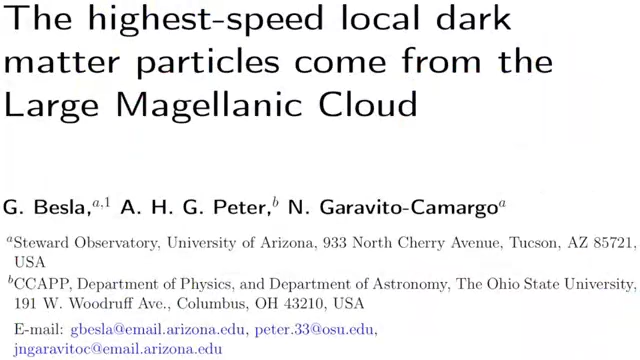 The highest-speed local dark
matter particles come from the
Large Magellanic Cloud
G. Besla,ᵃ,¹ A. H. G. Peter,ᵇ N. Garavito-Camargoᵃ
ᵃSteward Observatory, University of Arizona, 933 North Cherry Avenue, Tucson, AZ 85721,
USA
ᵇCCAPP, Department of Physics, and Department of Astronomy, The Ohio State University,
191 W. Woodruff Ave., Columbus, OH 43210, USA
E-mail: gbesla@email.arizona.edu, peter.33@osu.edu,
jngaravitoc@email.arizona.edu